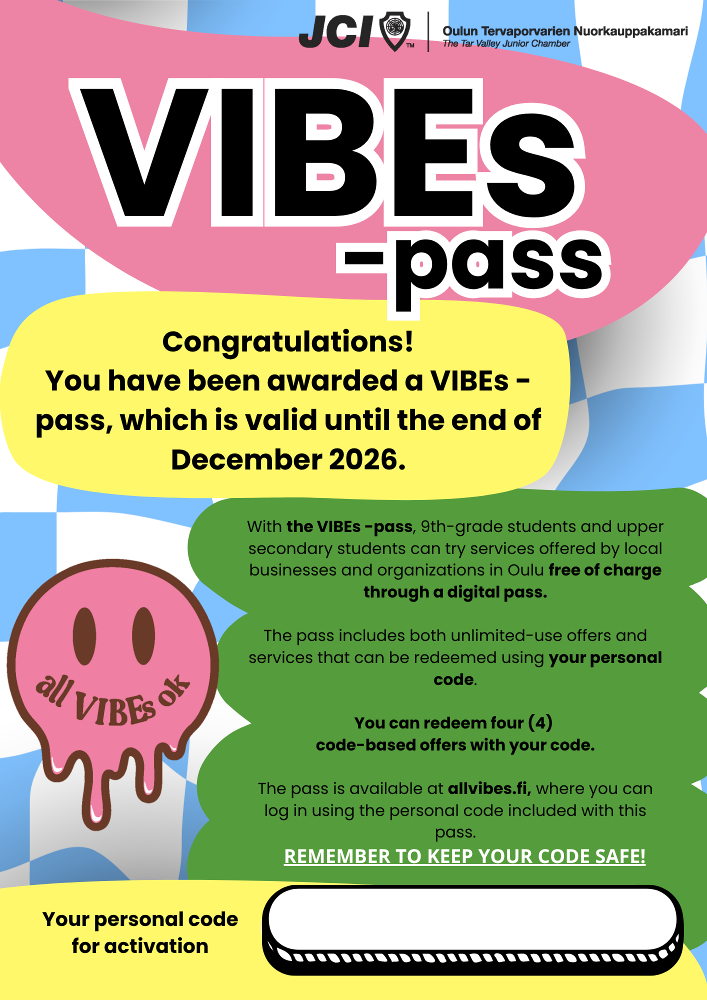 JCI TM
Oulun Tervaporvarien Nuorkauppakamari
The Tar Valley Junior Chamber
VIBEs
-pass
Congratulations!
You have been awarded a VIBEs -
pass, which is valid until the end of
December 2026.
With the VIBEs -pass, 9th-grade students and upper
secondary students can try services offered by local
businesses and organizations in Oulu free of charge
through a digital pass.
The pass includes both unlimited-use offers and
services that can be redeemed using your personal
code.
You can redeem four (4)
code-based offers with your code.
The pass is available at allvibes.fi, where you can
log in using the personal code included with this
pass.
REMEMBER TO KEEP YOUR CODE SAFE!
all VIBEs ok
Your personal code
for activation